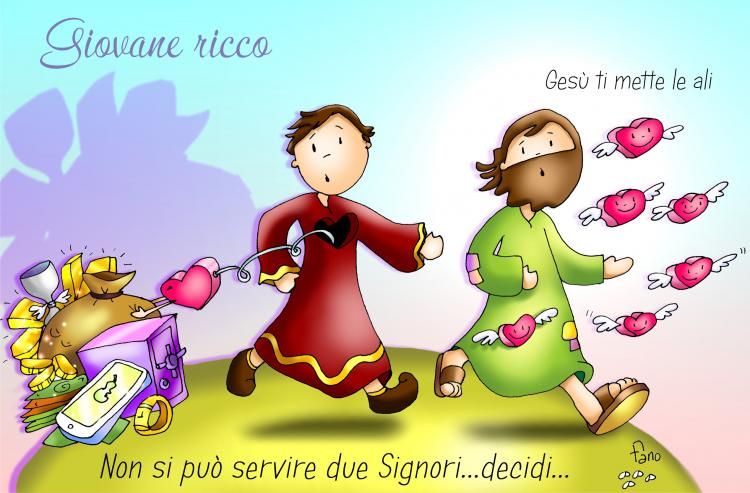 Giovane ricco
Gesù ti mette le ali
Non si può servire due Signori...decidi...
fano